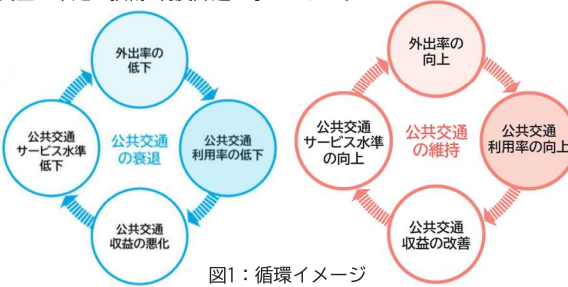 外出率の
低下
公共交通
サービス水準
低下
公共交通
の衰退
公共交通
利用率の低下
公共交通
収益の悪化
外出率の
向上
公共交通
サービス水準
の向上
公共交通
の維持
公共交通
利用率の向上
公共交通
収益の改善
図1：循環イメージ